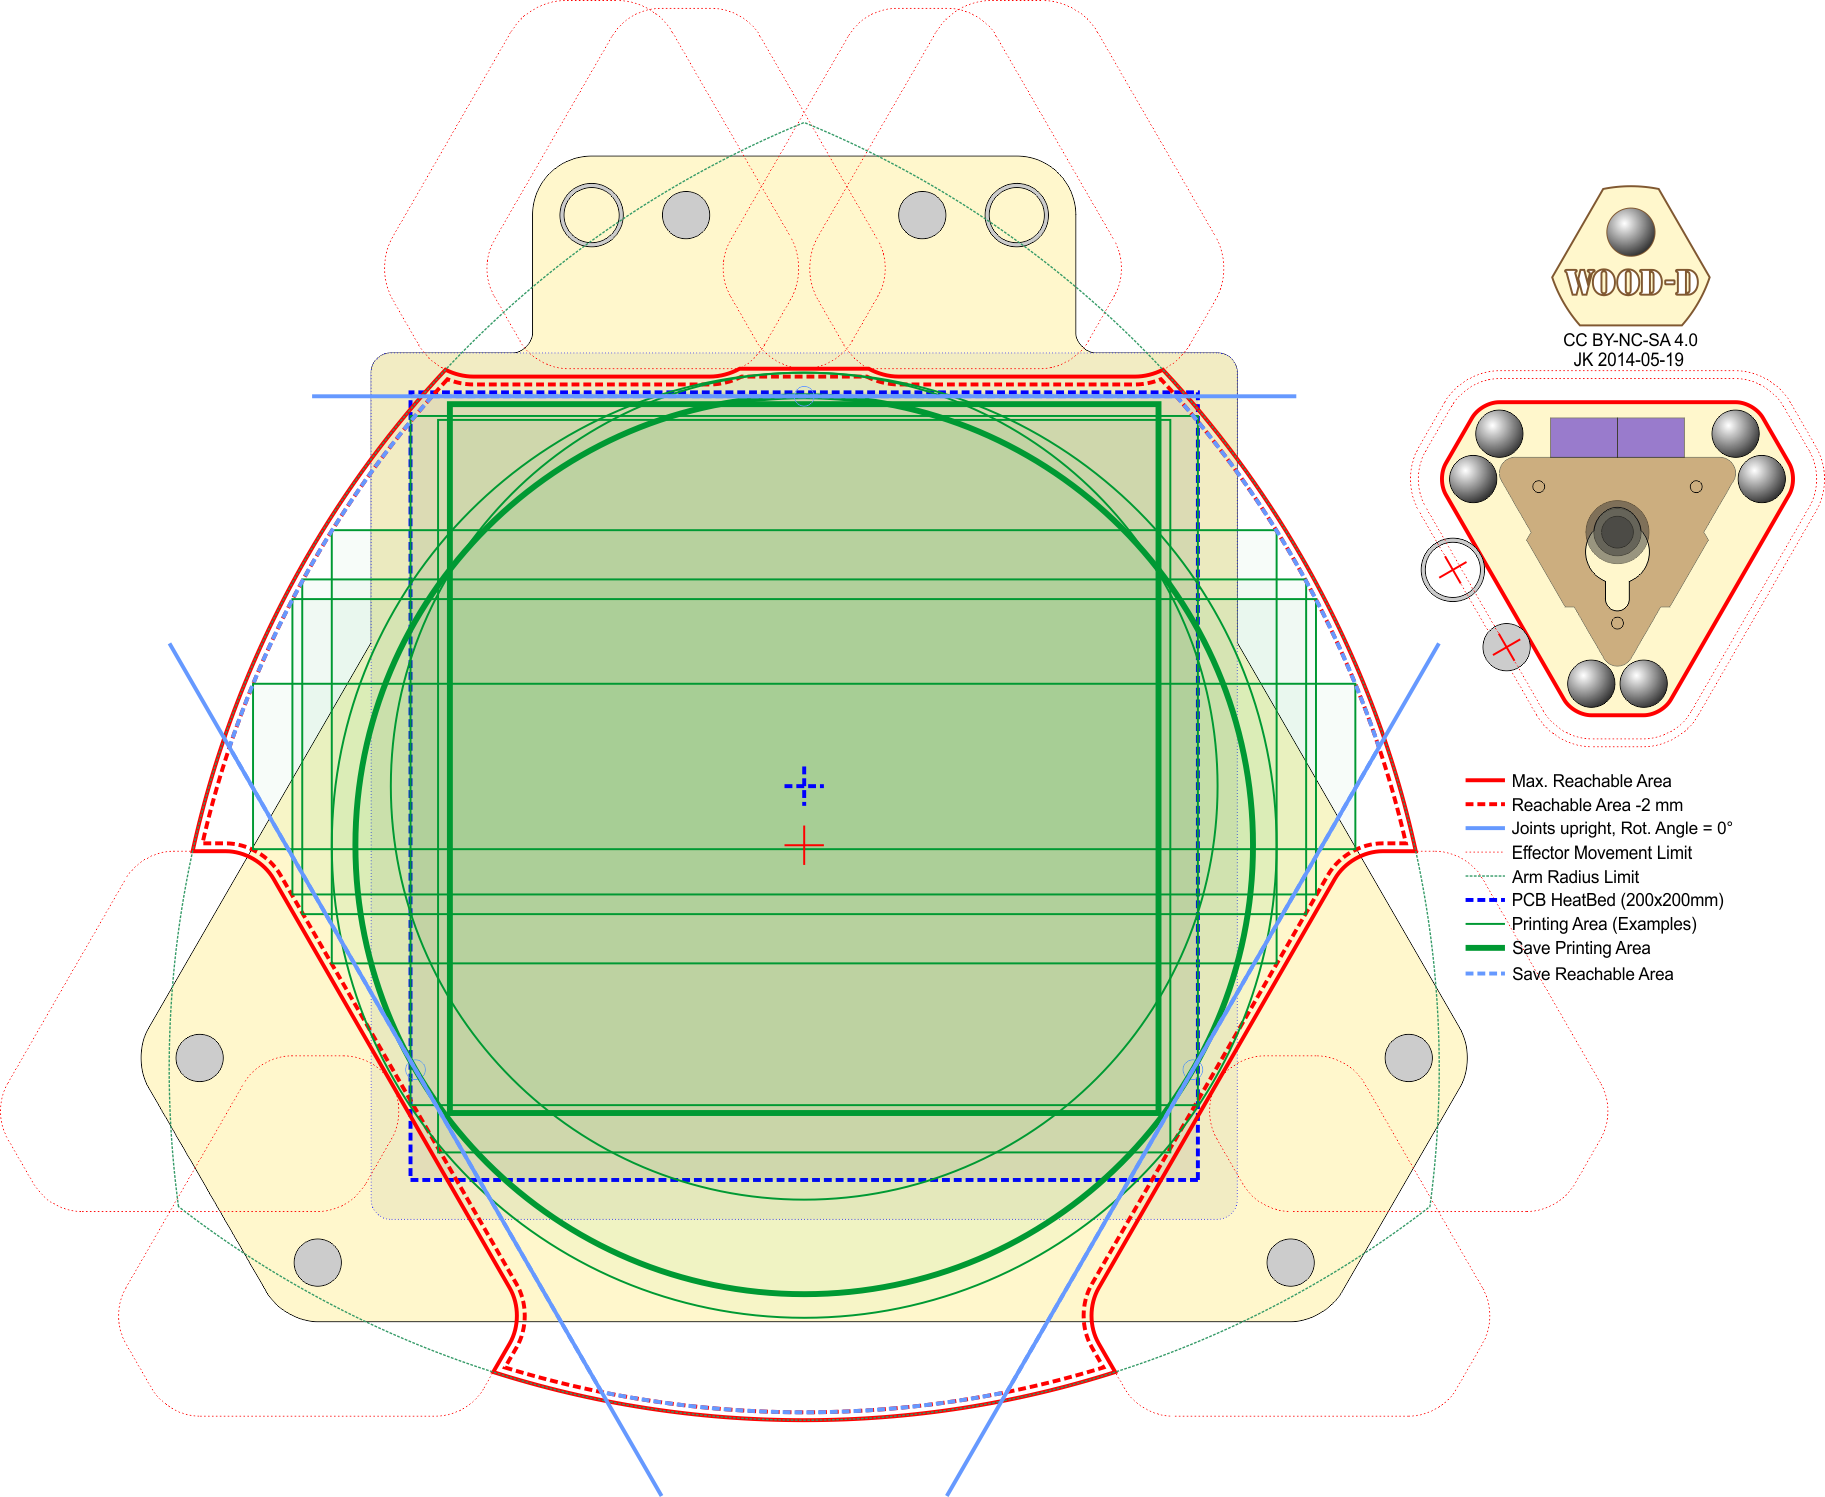 WOOD-D
CC BY-NC-SA 4.0
JK 2014-05-19
Max. Reachable Area
Reachable Area -2 mm
Joints upright, Rot. Angle = 0°
Effector Movement Limit
Arm Radius Limit
PCB HeatBed (200x200mm)
Printing Area (Examples)
Save Printing Area
Save Reachable Area